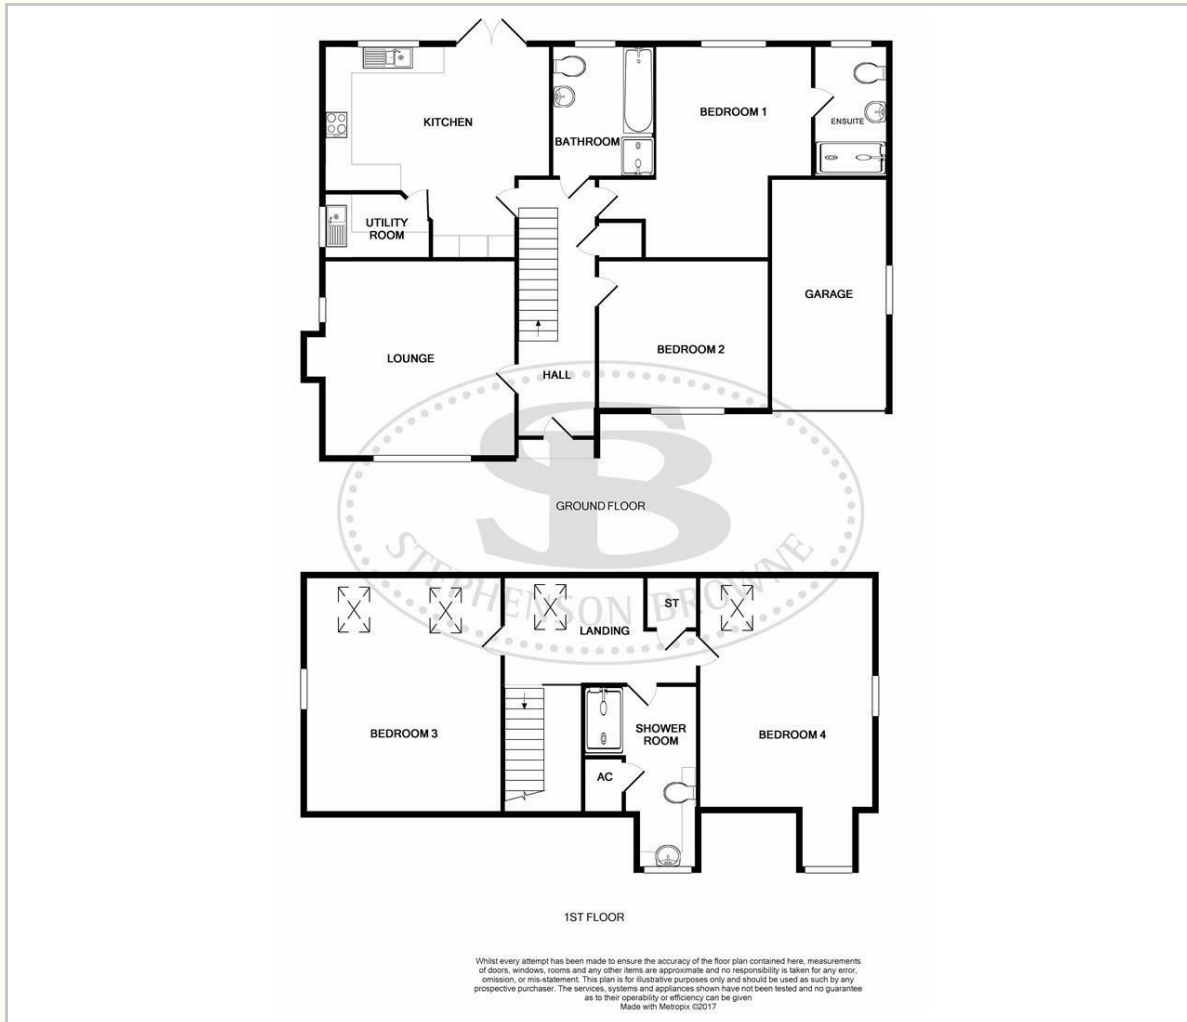 KITCHEN
BATHROOM
BEDROOM 1
ENSUITE
UTILITY
ROOM
GARAGE
LOUNGE
HALL
BEDROOM 2
SB
GROUND FLOOR
STEPHENSON BROWNE
ST
LANDING
BEDROOM 3
SHOWER
ROOM
BEDROOM 4
AC
1ST FLOOR
Whilst every attempt has been made to ensure the accuracy of the floor plan contained here, measurements
of doors, windows, rooms and any other items are approximate and no responsibility is taken for any error,
omission, or mis-statement. This plan is for illustrative purposes only and should be used as such by any
prospective purchaser. The services, systems and appliances shown have not been tested and no guarantee
as to their operability or efficiency can be given
Made with Metropix ©2017